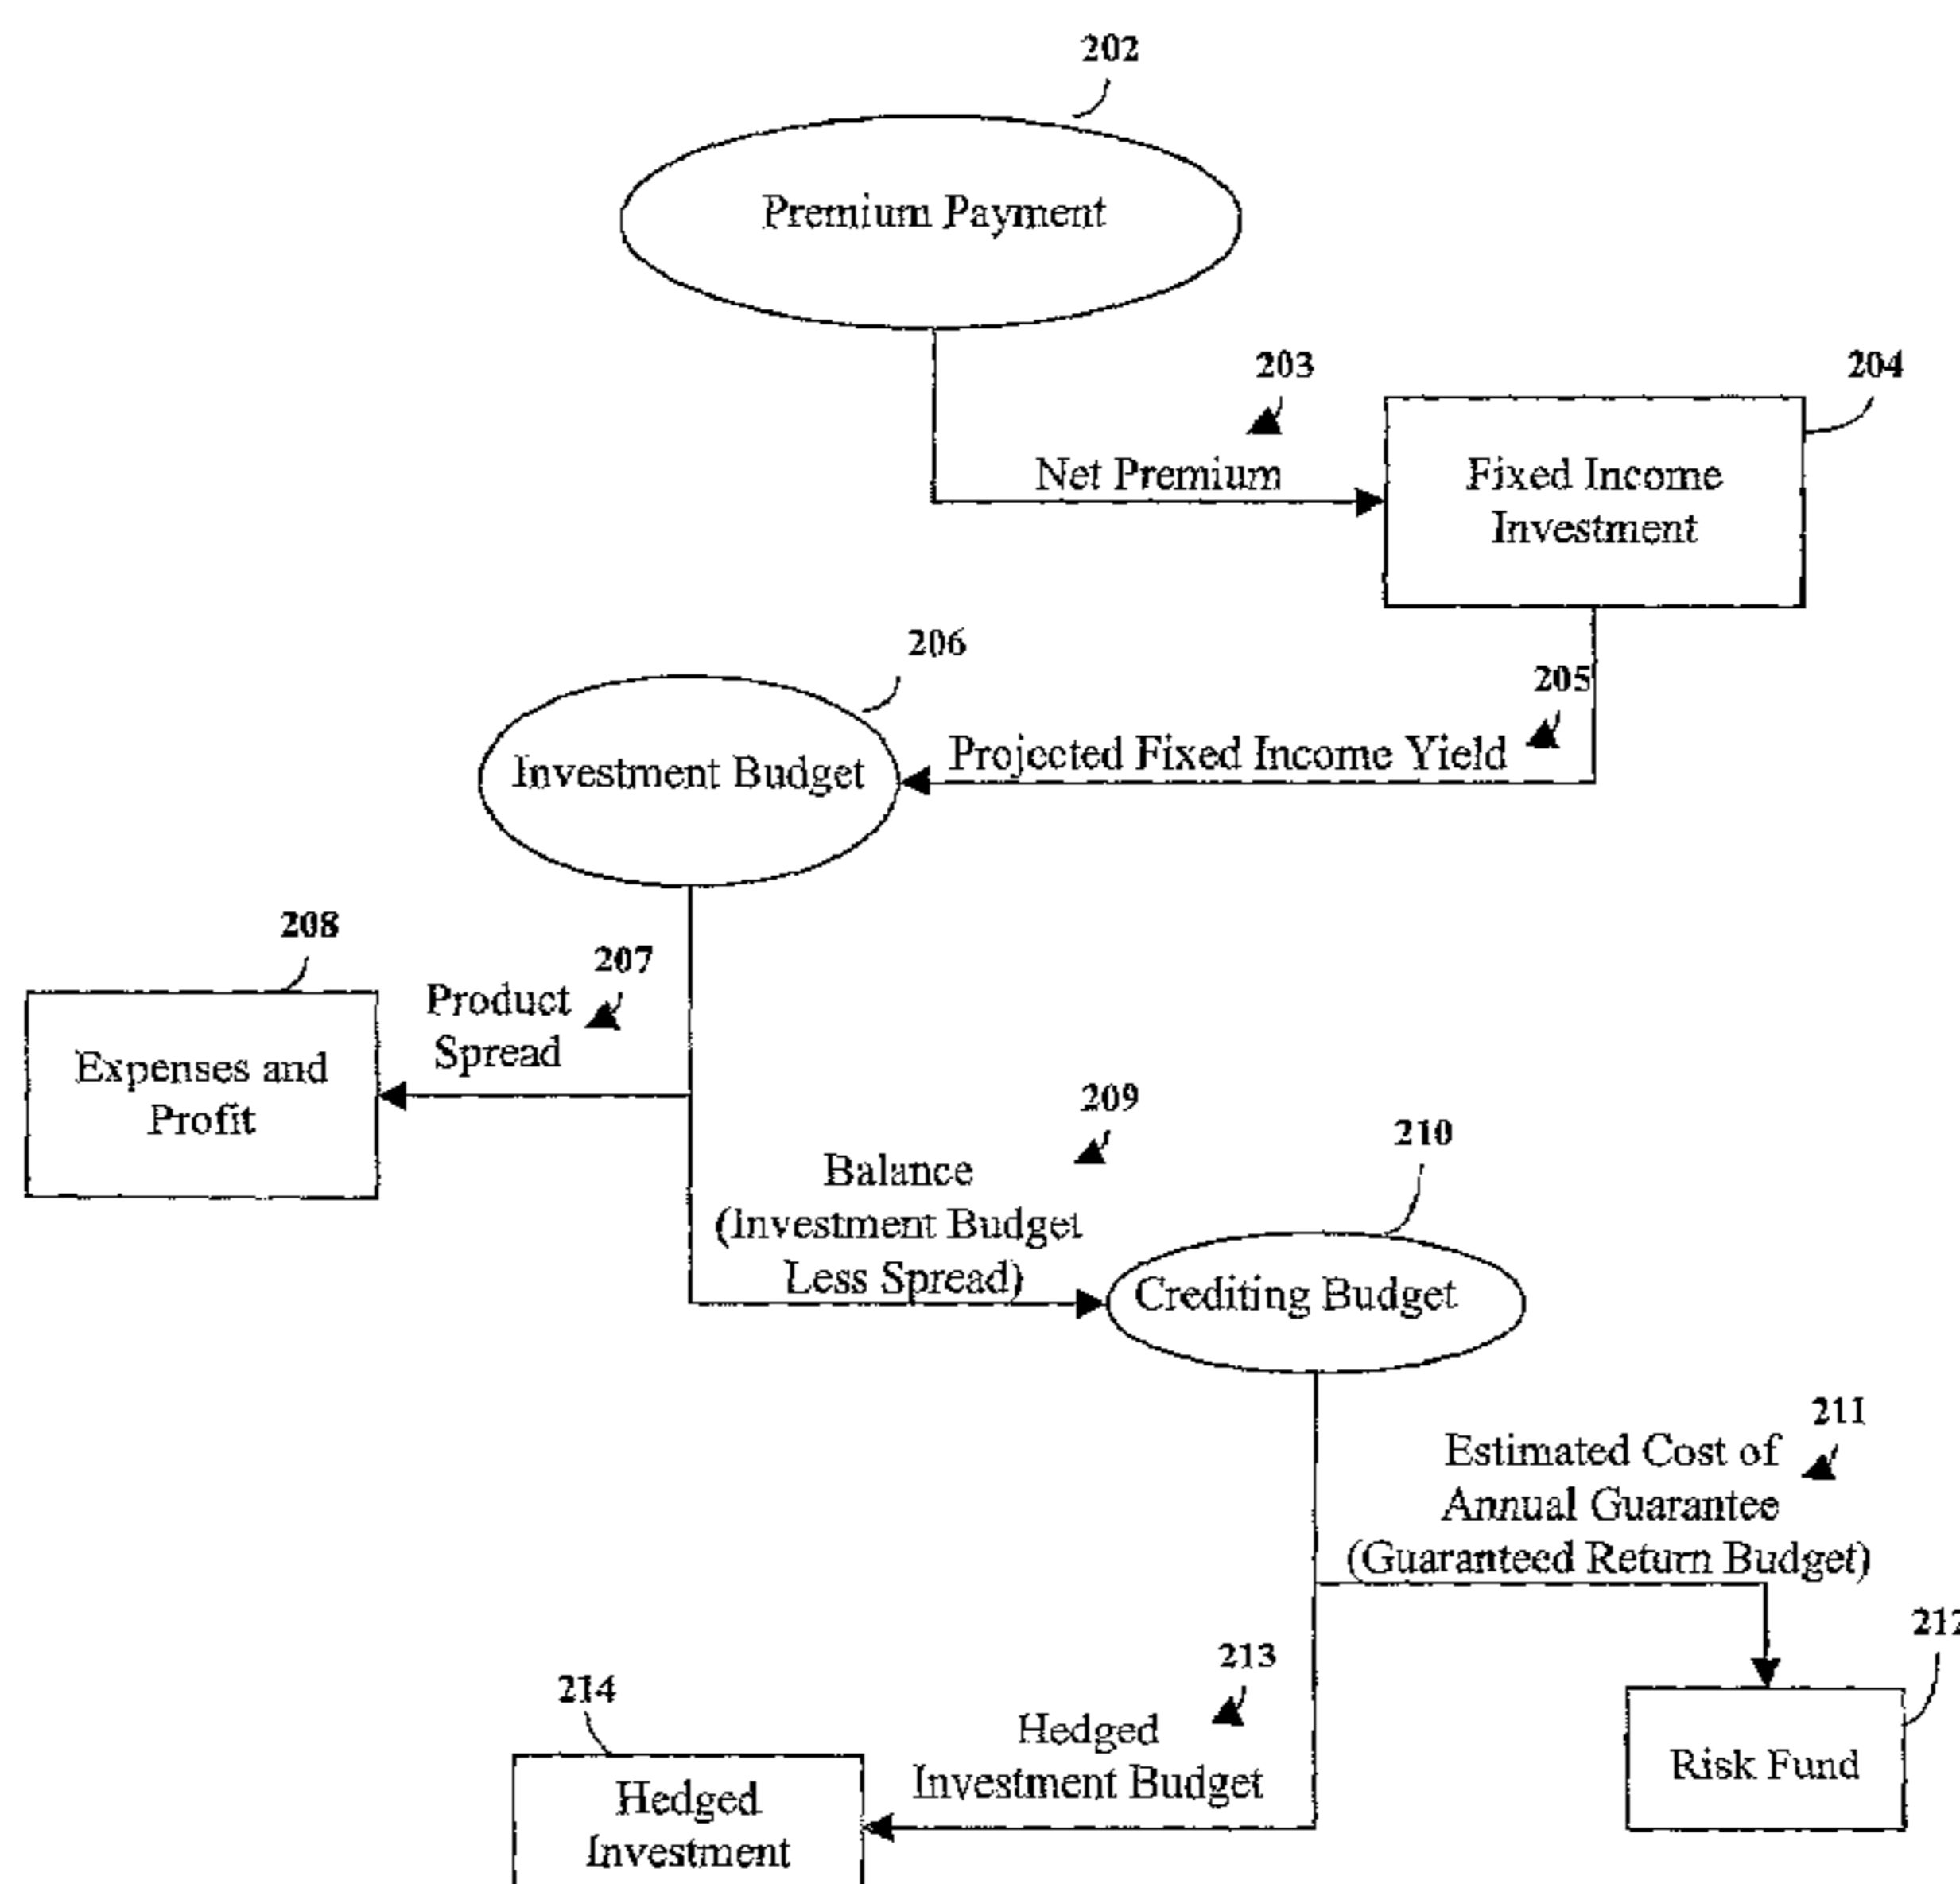 202
Premium Payment
203
204
Net Premium
Fixed Income
Investment
206
205
Investment Budget
Projected Fixed Income Yield
208
207
Product
Spread
Expenses and
Profit
209
210
Balance
(Investment Budget
Less Spread)
Crediting Budget
211
Estimated Cost of
Annual Guarantee
(Guaranteed Return Budget)
212
213
214
Hedged
Investment Budget
Risk Fund
Hedged
Investment